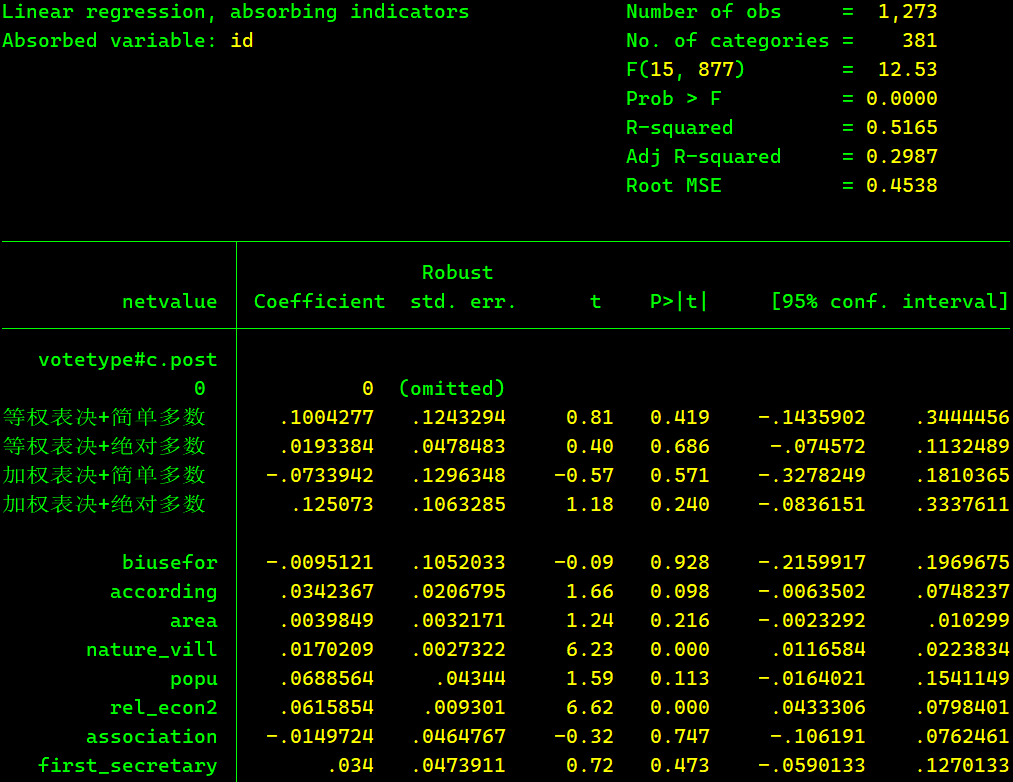 Linear regression, absorbing indicators Number of obs = 1,273
Absorbed variable: id No. of categories = 381
F(15, 877) = 12.53
Prob > F = 0.0000
R-squared = 0.5165
Adj R-squared = 0.2987
Root MSE = 0.4538
Robust
netvalue Coefficient std. err. t P>|t| [95% conf. interval]
votetype#c.post
0 0 (omitted)
等权表决+简单多数 .1004277 .1243294 0.81 0.419 -.1435902 .3444456
等权表决+绝对多数 .0193384 .0478483 0.40 0.686 -.074572 .1132489
加权表决+简单多数 -.0733942 .1296348 -0.57 0.571 -.3278249 .1810365
加权表决+绝对多数 .125073 .1063285 1.18 0.240 -.0836151 .3337611
biusefor -.0095121 .1052033 -0.09 0.928 -.2159917 .1969675
according .0342367 .0206795 1.66 0.098 -.0063502 .0748237
area .0039849 .0032171 1.24 0.216 -.0023292 .010299
nature_vill .0170209 .0027322 6.23 0.000 .0116584 .0223834
popu .0688564 .04344 1.59 0.113 -.0164021 .1541149
rel_econ2 .0615854 .009301 6.62 0.000 .0433306 .0798401
association -.0149724 .0464767 -0.32 0.747 -.106191 .0762461
first_secretary .034 .0473911 0.72 0.473 -.0590133 .1270133